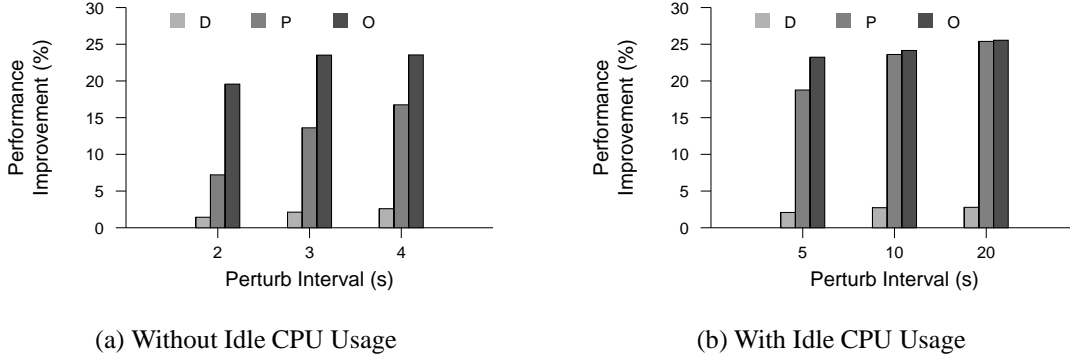 D P O
Performance
Improvement (%)
30
25
20
15
10
5
0
2 3 4
Perturb Interval (s)
(a) Without Idle CPU Usage
D P O
Performance
Improvement (%)
30
25
20
15
10
5
0
5 10 20
Perturb Interval (s)
(b) With Idle CPU Usage